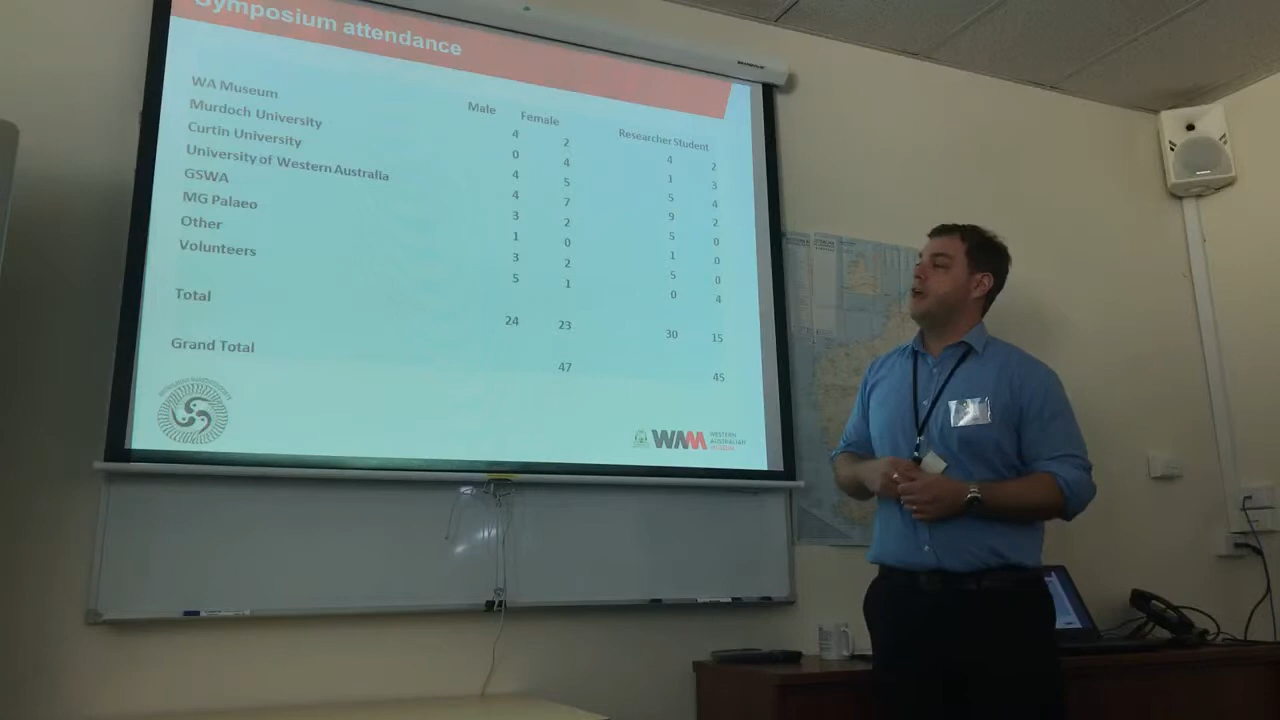 Symposium attendance
Male Female Researcher Student
WA Museum 4 2 4 2
Murdoch University 0 4 1 3
Curtin University 4 5 5 4
University of Western Australia 4 7 9 2
GSWA 3 2 5 0
MG Palaeo 1 0 1 0
Other 3 2 5 0
Volunteers 5 1 0 4
Total 24 23 30 15
Grand Total 47 45
WAM
WESTERN
AUSTRALIAN
MUSEUM